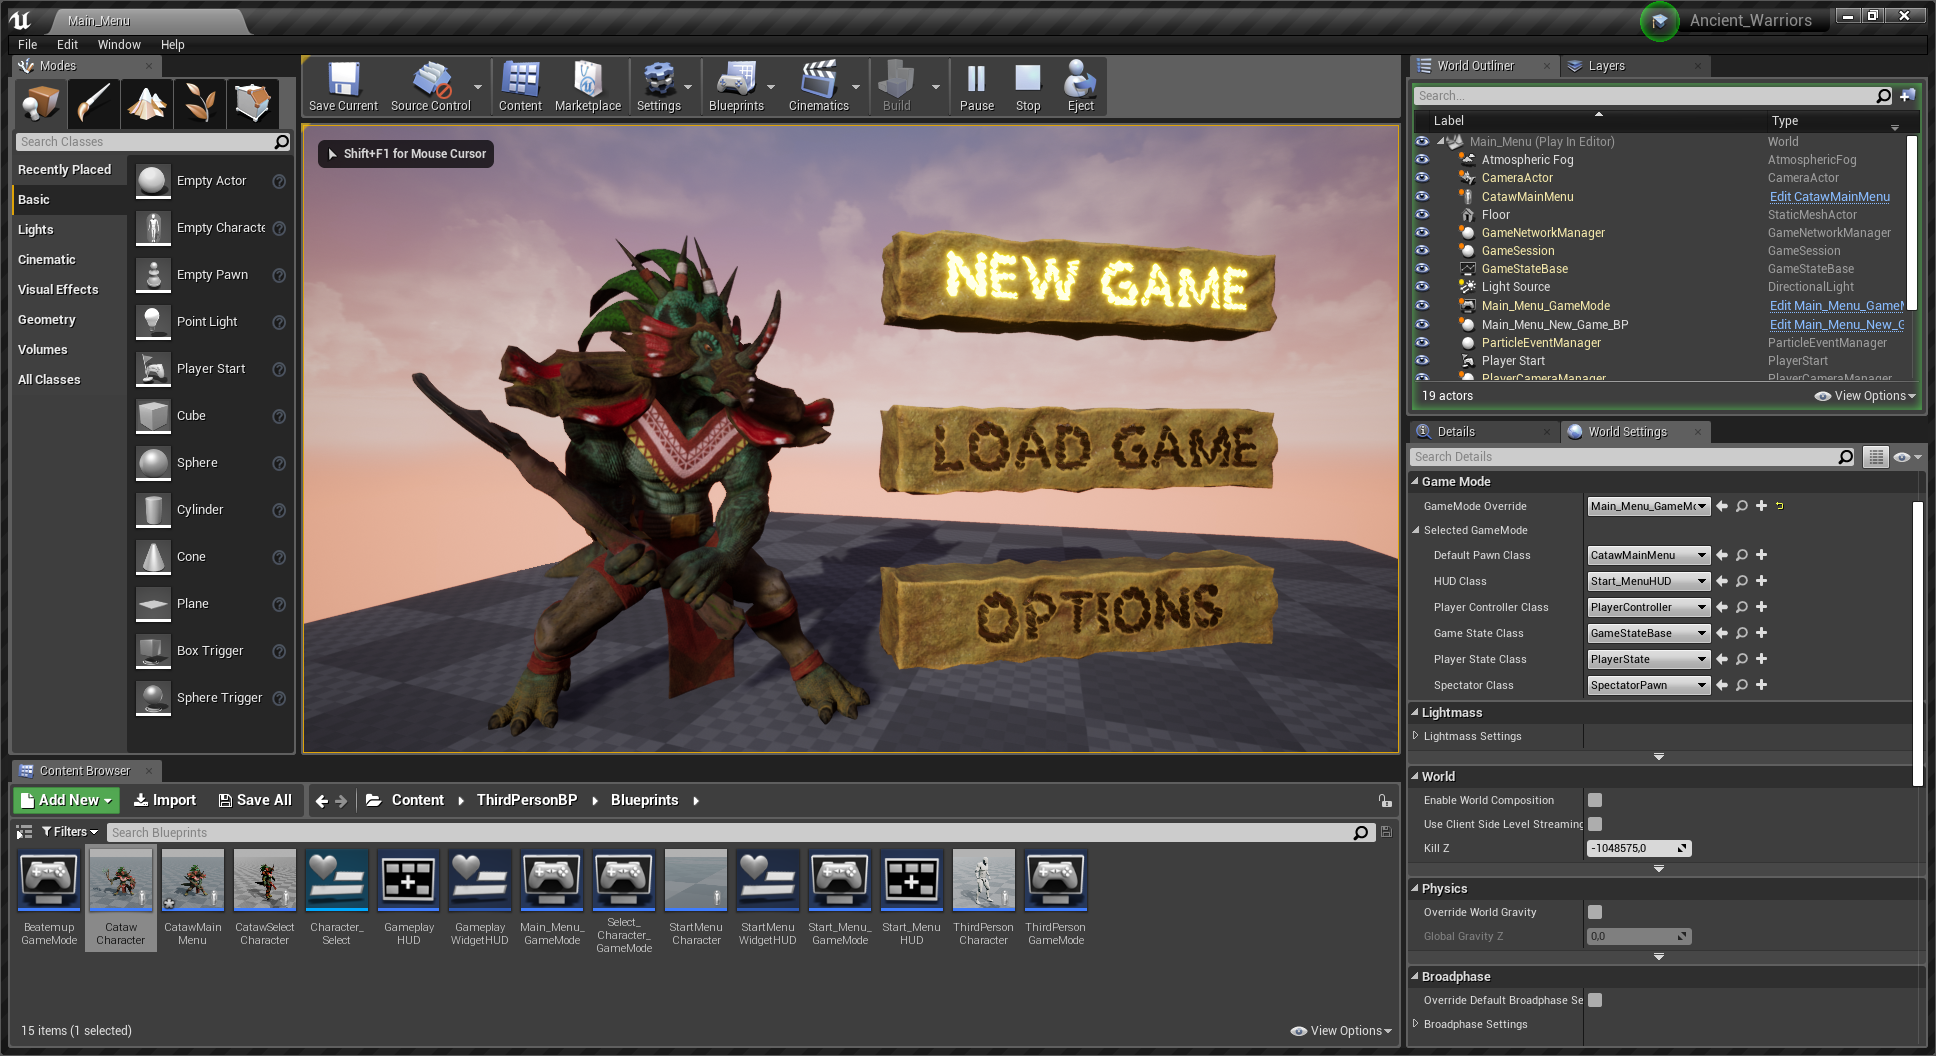 Main_Menu
Ancient_Warriors
File Edit Window Help
Modes
Search Classes
Recently Placed
Basic
Lights
Cinematic
Visual Effects
Geometry
Volumes
All Classes
Empty Actor
Empty Characte
Empty Pawn
Point Light
Player Start
Cube
Sphere
Cylinder
Cone
Plane
Box Trigger
Sphere Trigger
Save Current Source Control Content Marketplace Settings Blueprints Cinematics Build Pause Stop Eject
Shift+F1 for Mouse Cursor
NEW GAME
LOAD GAME
OPTIONS
World Outliner Layers
Search...
Label Type
Main_Menu (Play In Editor) World
Atmospheric Fog AtmosphericFog
CameraActor CameraActor
CatawMainMenu Edit CatawMainMenu
Floor StaticMeshActor
GameNetworkManager GameNetworkManager
GameSession GameSession
GameStateBase GameStateBase
Light Source DirectionalLight
Main_Menu_GameMode Edit Main_Menu_GameM
Main_Menu_New_Game_BP Edit Main_Menu_New_G
ParticleEventManager ParticleEventManager
Player Start PlayerStart
PlayerCameraManager PlayerCameraManager
19 actors View Options
Details World Settings
Search Details
Game Mode
GameMode Override Main_Menu_GameMo
Selected GameMode
Default Pawn Class CatawMainMenu
HUD Class Start_MenuHUD
Player Controller Class PlayerController
Game State Class GameStateBase
Player State Class PlayerState
Spectator Class SpectatorPawn
Lightmass
Lightmass Settings
World
Enable World Composition
Use Client Side Level Streaming
Kill Z -1048575,0
Physics
Override World Gravity
Global Gravity Z 0,0
Broadphase
Override Default Broadphase Se
Broadphase Settings
Content Browser
Add New Import Save All Content ThirdPersonBP Blueprints
Filters Search Blueprints
Beatemup
GameMode
Cataw
Character
CatawMain
Menu
CatawSelect
Character
Character_
Select
Gameplay
HUD
Gameplay
WidgetHUD
Main_Menu_
GameMode
Select_
Character_
GameMode
StartMenu
Character
StartMenu
WidgetHUD
Start_Menu_
GameMode
Start_Menu
HUD
ThirdPerson
Character
ThirdPerson
GameMode
15 items (1 selected) View Options